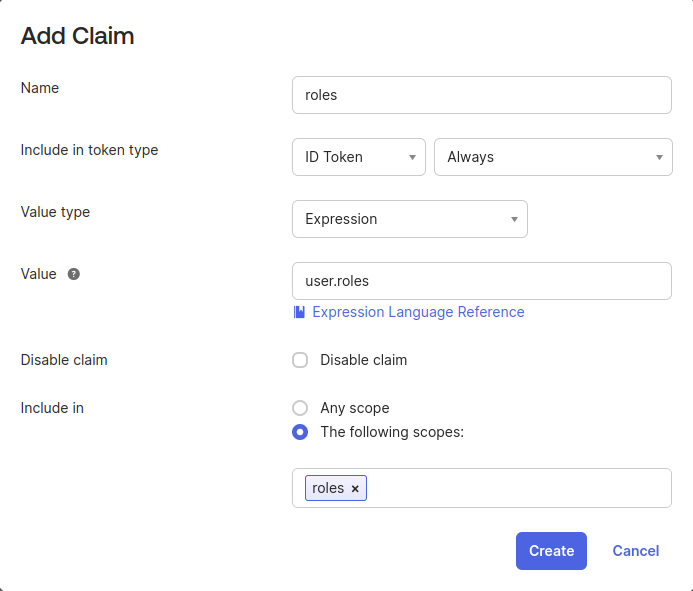 Add Claim
Name
roles
Include in token type
ID Token
Always
Value type
Expression
Value ?
user.roles
Expression Language Reference
Disable claim
Disable claim
Include in
Any scope
The following scopes:
roles ×
Create
Cancel